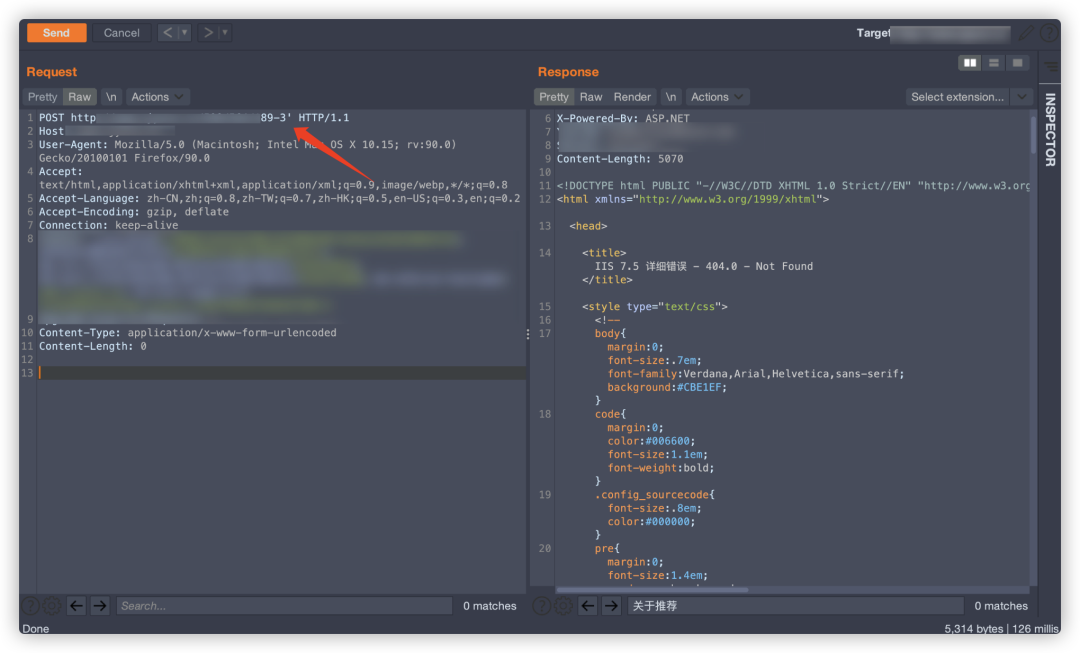 Send Cancel < > Target
Request
Pretty Raw \n Actions
1 POST http 89-3' HTTP/1.1
2 Host
3 User-Agent: Mozilla/5.0 (Macintosh; Intel Mac OS X 10.15; rv:90.0)
Gecko/20100101 Firefox/90.0
4 Accept:
text/html,application/xhtml+xml,application/xml;q=0.9,image/webp,*/*;q=0.8
5 Accept-Language: zh-CN,zh;q=0.8,zh-TW;q=0.7,zh-HK;q=0.5,en-US;q=0.3,en;q=0.2
6 Accept-Encoding: gzip, deflate
7 Connection: keep-alive
8
9
10 Content-Type: application/x-www-form-urlencoded
11 Content-Length: 0
12
13
Search... 0 matches
Done
Response
Pretty Raw Render \n Actions Select extension...
6 X-Powered-By: ASP.NET
7
8
9 Content-Length: 5070
10
11 <!DOCTYPE html PUBLIC "-//W3C//DTD XHTML 1.0 Strict//EN" "http://www.w3.org
12 <html xmlns="http://www.w3.org/1999/xhtml">
13 <head>
14 <title>
IIS 7.5 详细错误 - 404.0 - Not Found
</title>
15 <style type="text/css">
16 <!--
17 body{
margin:0;
font-size:.7em;
font-family:Verdana,Arial,Helvetica,sans-serif;
background:#CBE1EF;
}
18 code{
margin:0;
color:#006600;
font-size:1.1em;
font-weight:bold;
}
19 .config_sourcecode{
font-size:.8em;
color:#000000;
}
20 pre{
margin:0;
font-size:1.4em;
关于推荐 0 matches
5,314 bytes | 126 millis
INSPECTOR